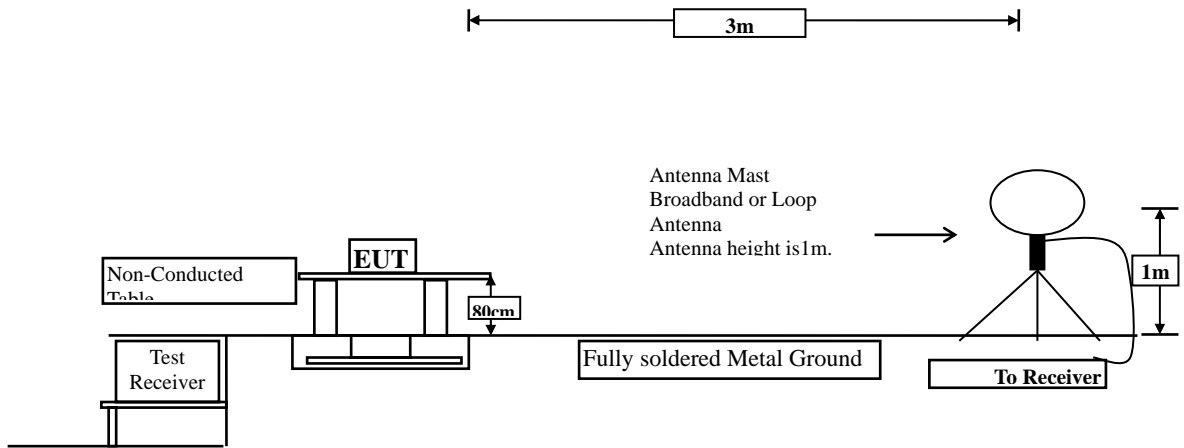 3m
Antenna Mast
Broadband or Loop
Antenna
Antenna height is1m.
EUT
Non-Conducted
Table
80cm
1m
Test
Receiver
Fully soldered Metal Ground
To Receiver